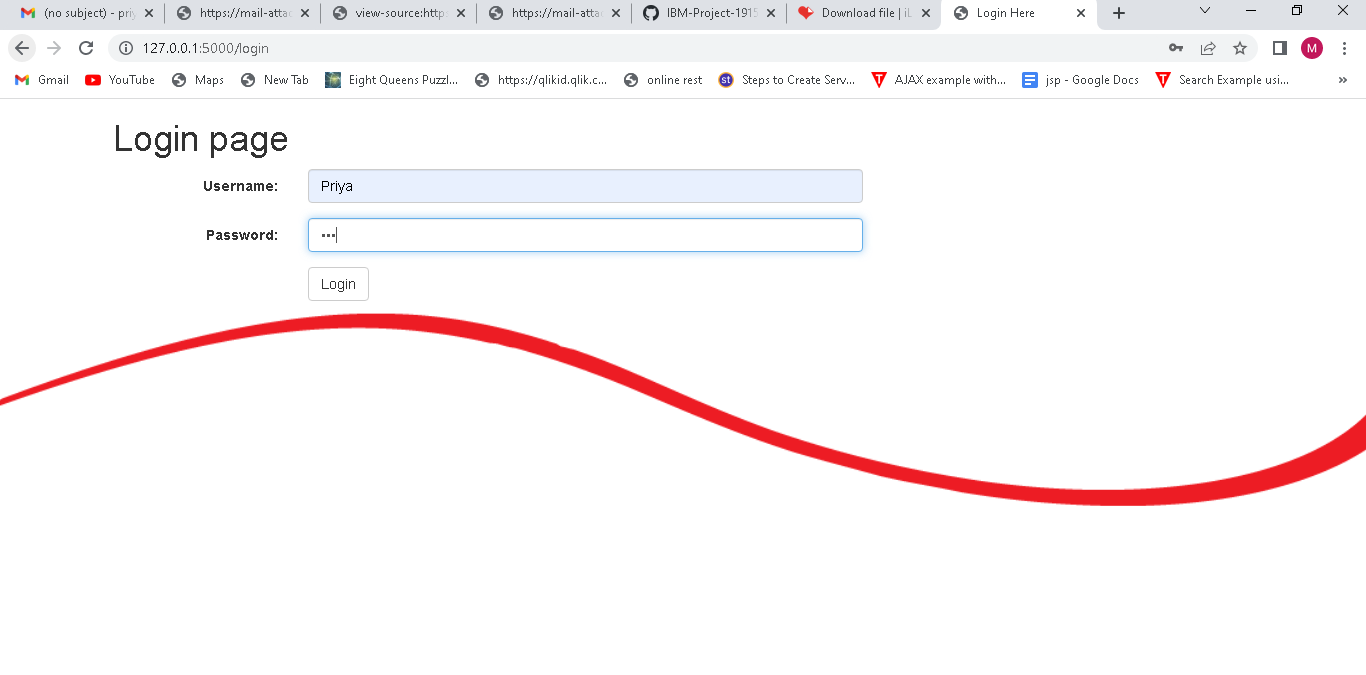 (no subject) - priy
https://mail-attac
view-source:http
https://mail-attac
IBM-Project-1915
Download file | iL
Login Here
127.0.0.1:5000/login
M
Gmail
YouTube
Maps
New Tab
Eight Queens Puzzl...
https://qlikid.qlik.c...
online rest
st
Steps to Create Serv...
AJAX example with...
jsp - Google Docs
Search Example usi...
»
Login page
Username: Priya
Password: •••
Login